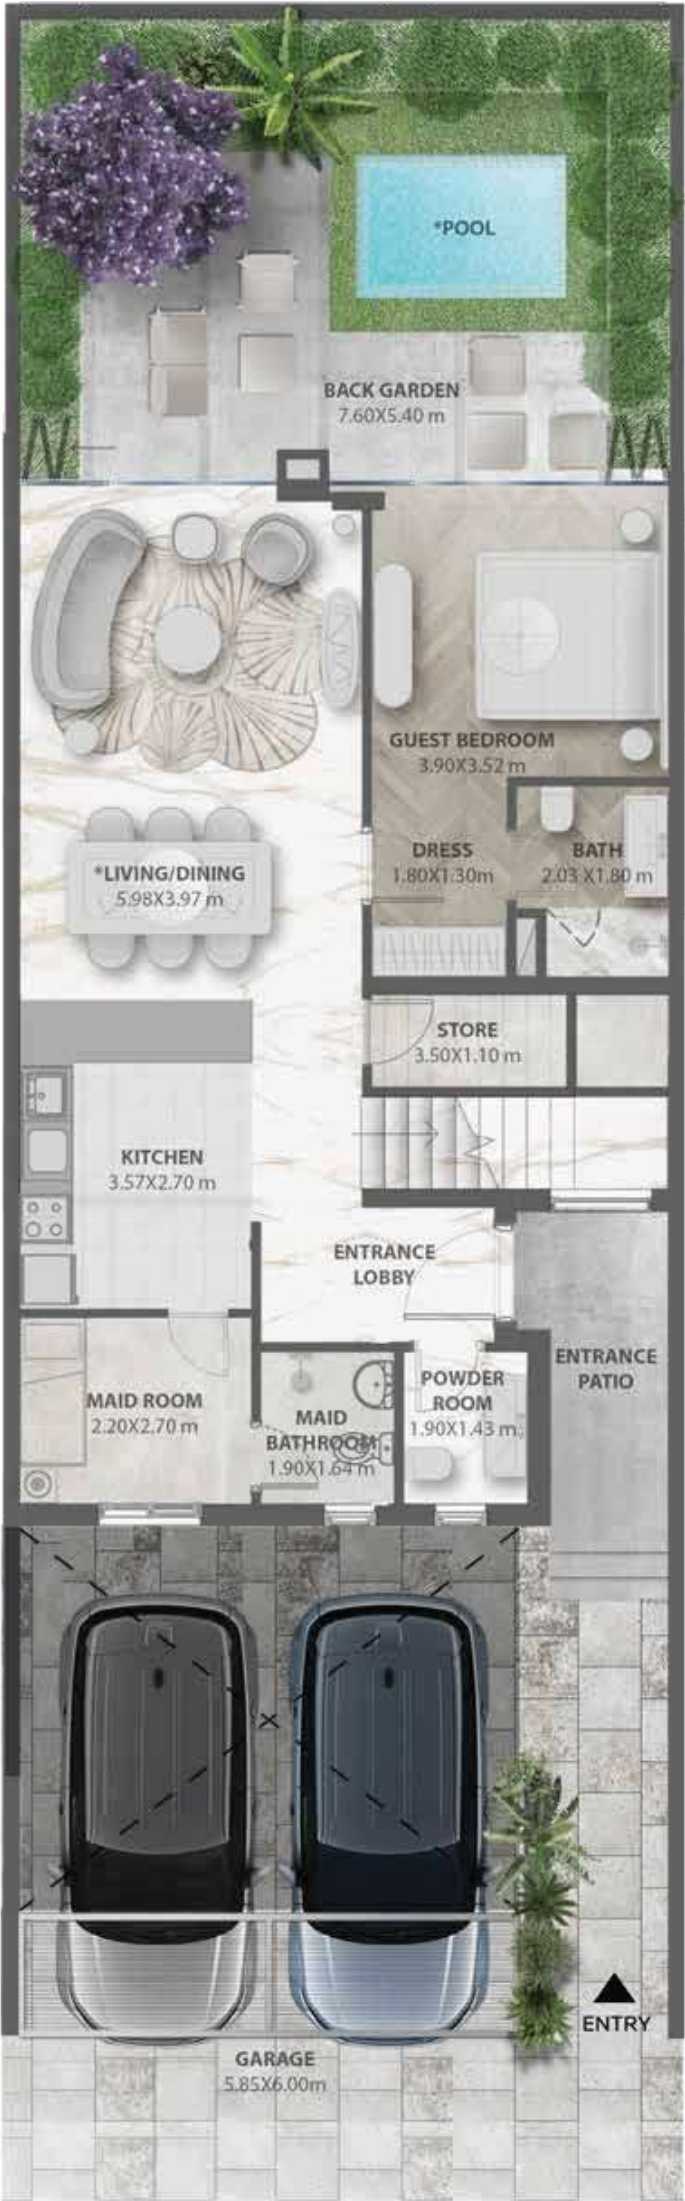 *POOL
BACK GARDEN
7.60X5.40 m
GUEST BEDROOM
3.90X3.52 m
DRESS
1.80X1.30m
BATH
2.03 X1.80 m
*LIVING/DINING
5.98X3.97 m
STORE
3.50X1.10 m
KITCHEN
3.57X2.70 m
ENTRANCE
LOBBY
ENTRANCE
PATIO
MAID ROOM
2.20X2.70 m
MAID
BATHROOM
1.90X1.64 m
POWDER
ROOM
1.90X1.43 m
ENTRY
GARAGE
5.85X6.00m